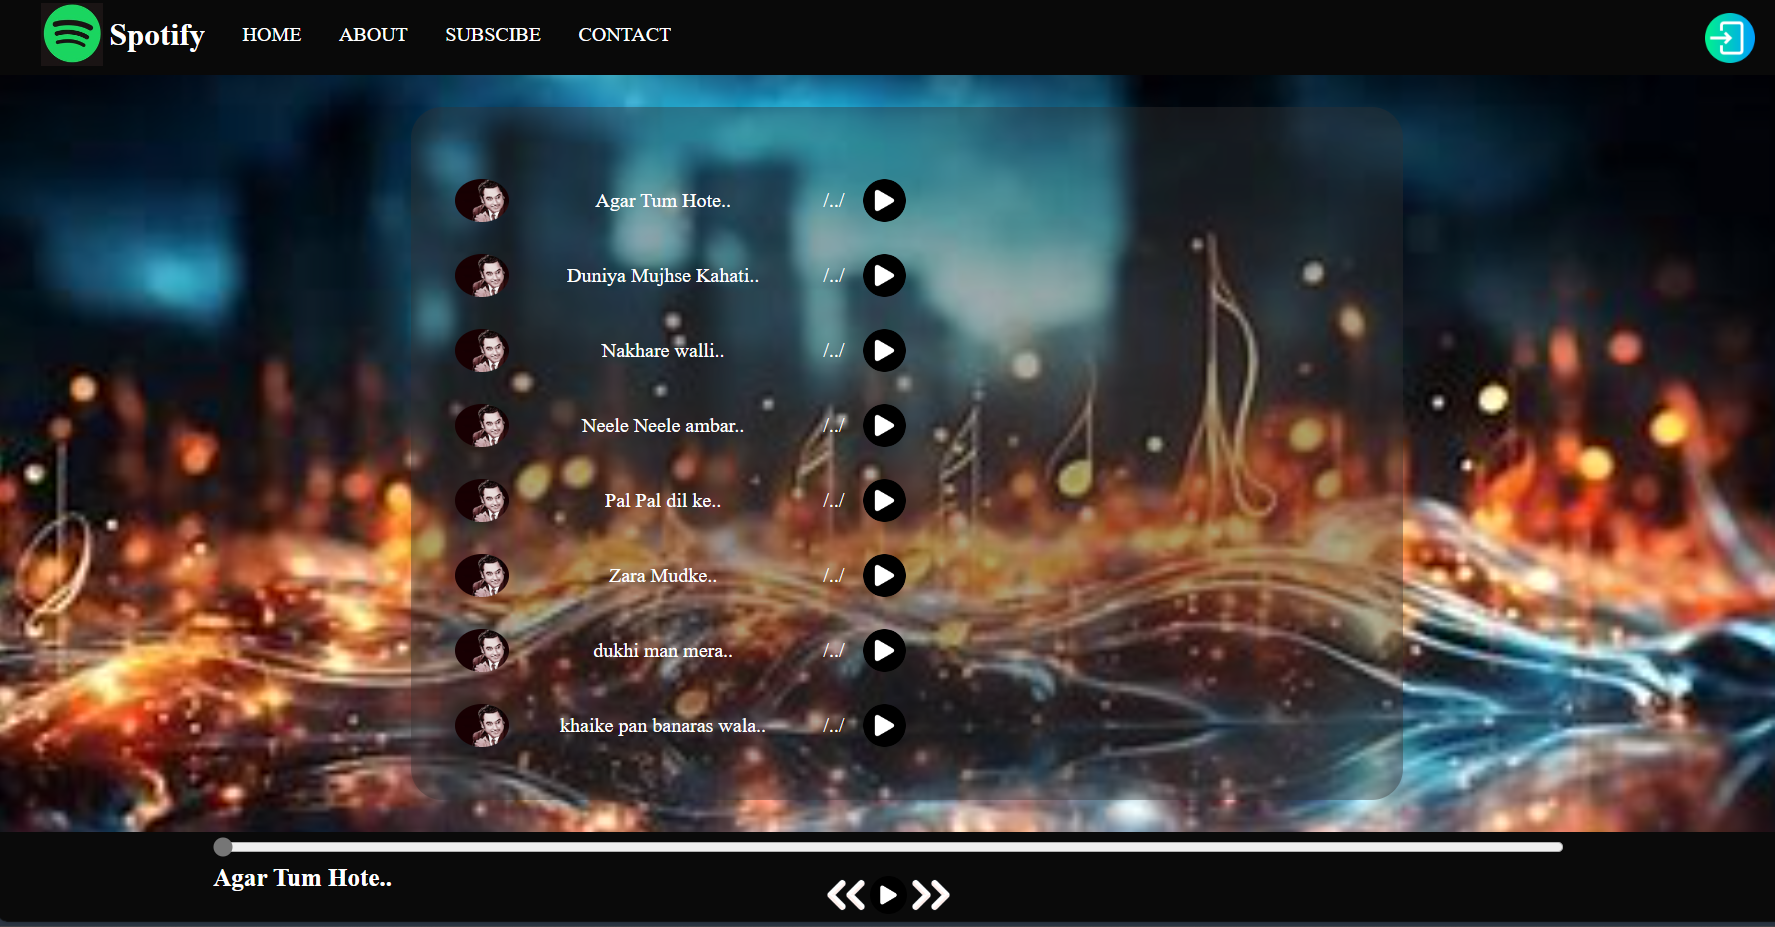 Spotify HOME ABOUT SUBSCIBE CONTACT
Agar Tum Hote.. /../
Duniya Mujhse Kahati.. /../
Nakhare walli.. /../
Neele Neele ambar.. /../
Pal Pal dil ke.. /../
Zara Mudke.. /../
dukhi man mera.. /../
khaike pan banaras wala.. /../
Agar Tum Hote..